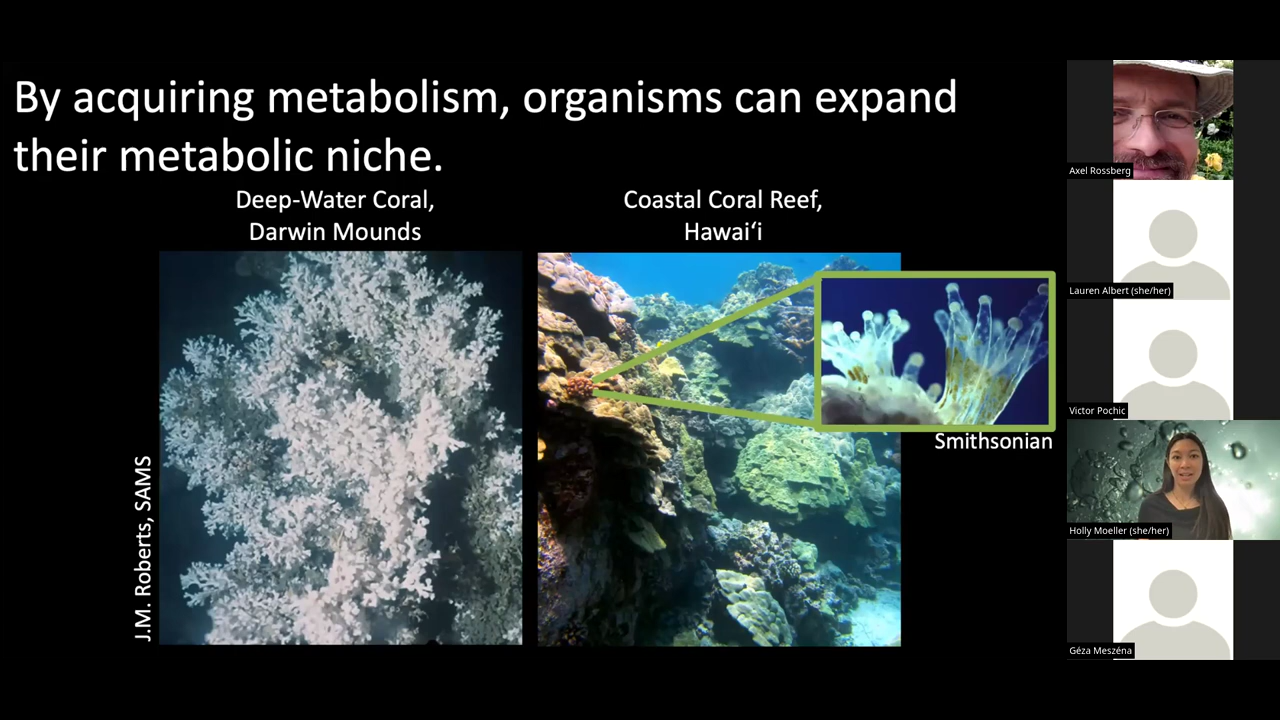 By acquiring metabolism, organisms can expand
their metabolic niche.
Deep-Water Coral,
Darwin Mounds
Coastal Coral Reef,
Hawaiʻi
J.M. Roberts, SAMS
Smithsonian
Axel Rossberg
Lauren Albert (she/her)
Victor Pochic
Holly Moeller (she/her)
Géza Meszéna